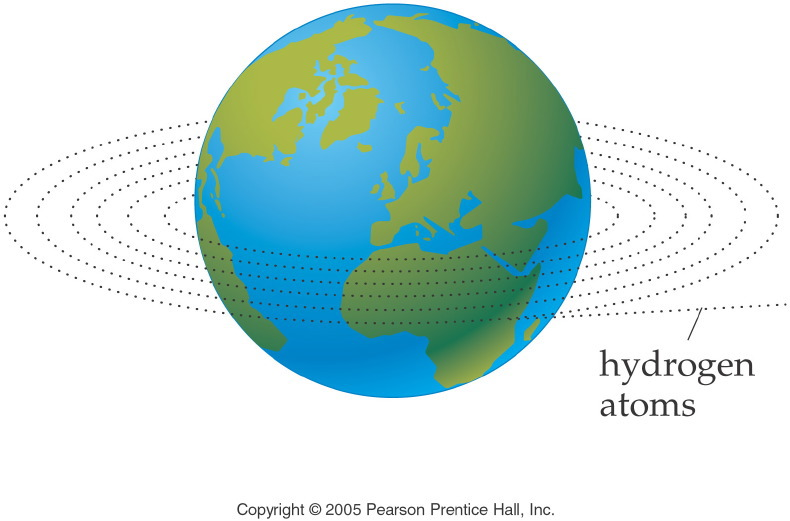 hydrogen
atoms
Copyright © 2005 Pearson Prentice Hall, Inc.